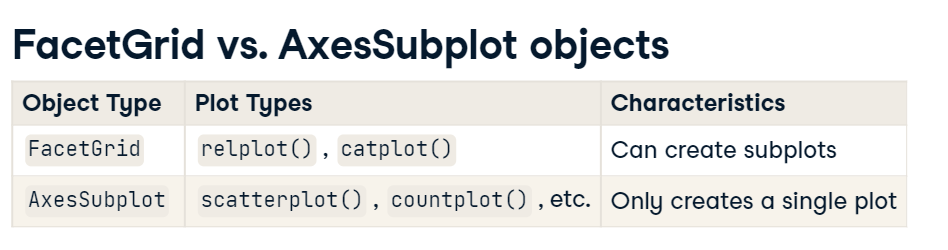 FacetGrid vs. AxesSubplot objects
Object Type Plot Types Characteristics
FacetGrid relplot() , catplot() Can create subplots
AxesSubplot scatterplot() , countplot() , etc. Only creates a single plot